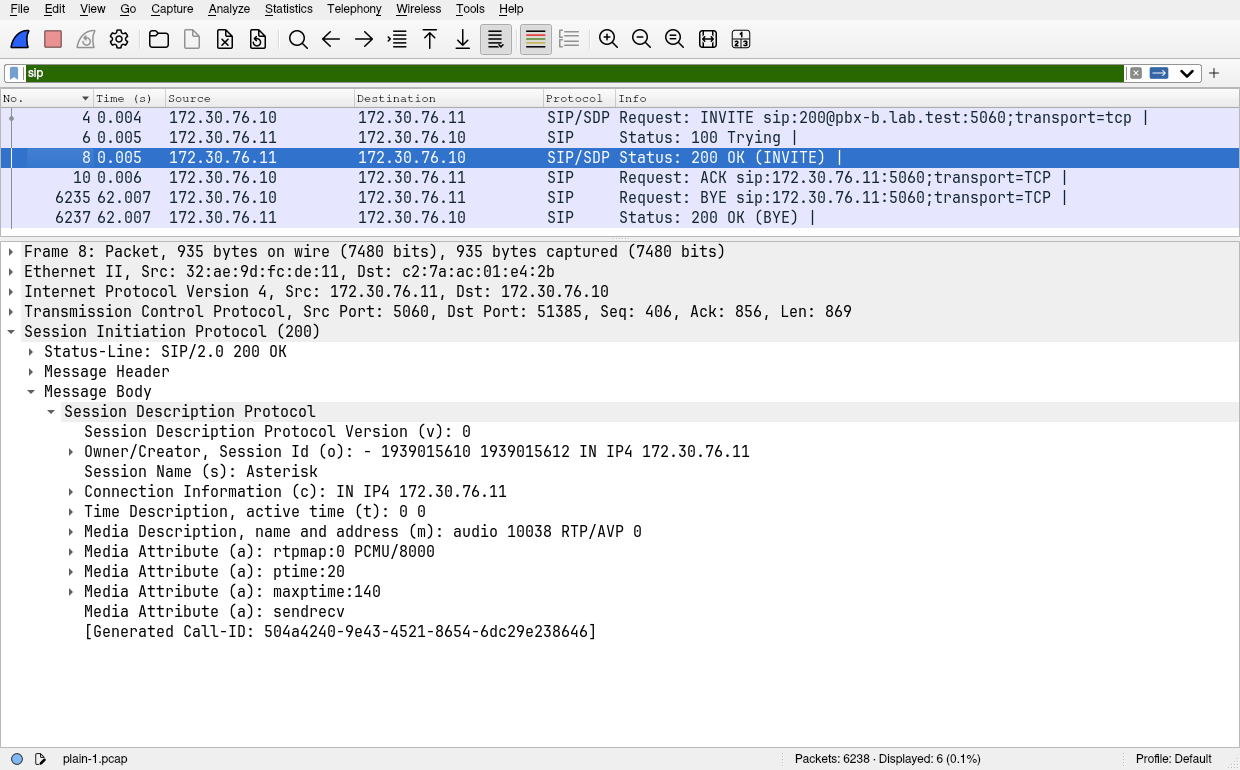 File Edit View Go Capture Analyze Statistics Telephony Wireless Tools Help
sip
No. Time (s) Source Destination Protocol Info
4 0.004 172.30.76.10 172.30.76.11 SIP/SDP Request: INVITE sip:200@pbx-b.lab.test:5060;transport=tcp |
6 0.005 172.30.76.11 172.30.76.10 SIP Status: 100 Trying |
8 0.005 172.30.76.11 172.30.76.10 SIP/SDP Status: 200 OK (INVITE) |
10 0.006 172.30.76.10 172.30.76.11 SIP Request: ACK sip:172.30.76.11:5060;transport=TCP |
6235 62.007 172.30.76.10 172.30.76.11 SIP Request: BYE sip:172.30.76.11:5060;transport=TCP |
6237 62.007 172.30.76.11 172.30.76.10 SIP Status: 200 OK (BYE) |
Frame 8: Packet, 935 bytes on wire (7480 bits), 935 bytes captured (7480 bits)
Ethernet II, Src: 32:ae:9d:fc:de:11, Dst: c2:7a:ac:01:e4:2b
Internet Protocol Version 4, Src: 172.30.76.11, Dst: 172.30.76.10
Transmission Control Protocol, Src Port: 5060, Dst Port: 51385, Seq: 406, Ack: 856, Len: 869
Session Initiation Protocol (200)
Status-Line: SIP/2.0 200 OK
Message Header
Message Body
Session Description Protocol
Session Description Protocol Version (v): 0
Owner/Creator, Session Id (o): - 1939015610 1939015612 IN IP4 172.30.76.11
Session Name (s): Asterisk
Connection Information (c): IN IP4 172.30.76.11
Time Description, active time (t): 0 0
Media Description, name and address (m): audio 10038 RTP/AVP 0
Media Attribute (a): rtpmap:0 PCMU/8000
Media Attribute (a): ptime:20
Media Attribute (a): maxptime:140
Media Attribute (a): sendrecv
[Generated Call-ID: 504a4240-9e43-4521-8654-6dc29e238646]
plain-1.pcap Packets: 6238 · Displayed: 6 (0.1%) Profile: Default